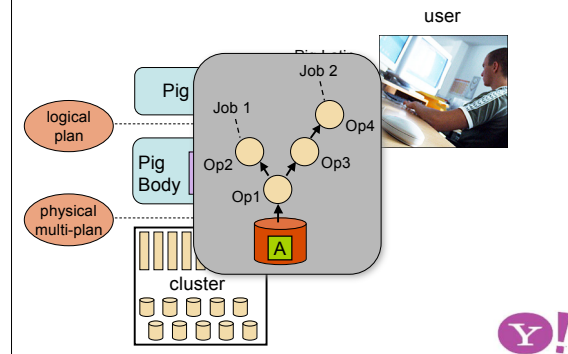 user
Job 2
Pig
Job 1
Op4
logical
plan
Op2
Op3
Pig
Body
Op1
physical
multi-plan
A
cluster
Y!